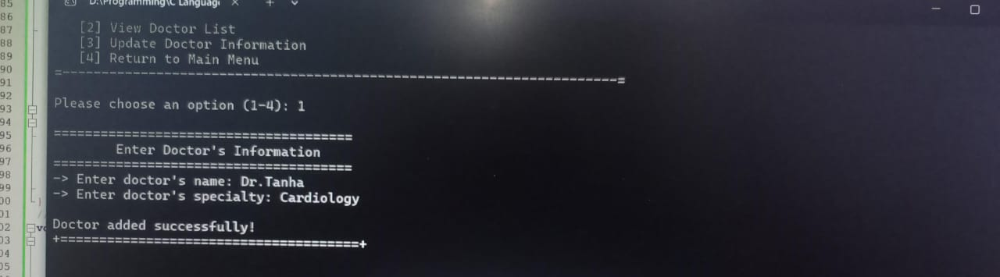 D:\Programming\C Languag
[2] View Doctor List
[3] Update Doctor Information
[4] Return to Main Menu
Please choose an option (1-4): 1
=======================================
Enter Doctor's Information
=======================================
-> Enter doctor's name: Dr.Tanha
-> Enter doctor's specialty: Cardiology
Doctor added successfully!
+=======================================+
85
86
87
88
89
90
91
92
93
94
95
96
97
98
99
00
01
02
03
04
05